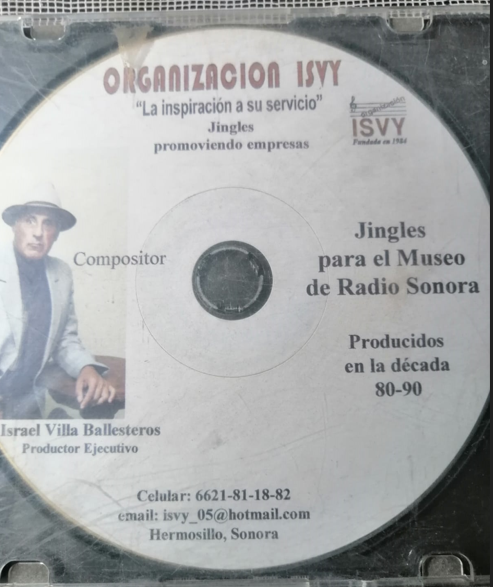 ORGANIZACION ISVY
"La inspiración a su servicio"
Jingles
promoviendo empresas
ISVY
Fundada en 1984
Compositor
Jingles
para el Museo
de Radio Sonora
Producidos
en la década
80-90
Israel Villa Ballesteros
Productor Ejecutivo
Celular: 6621-81-18-82
email: isvy_05@hotmail.com
Hermosillo, Sonora